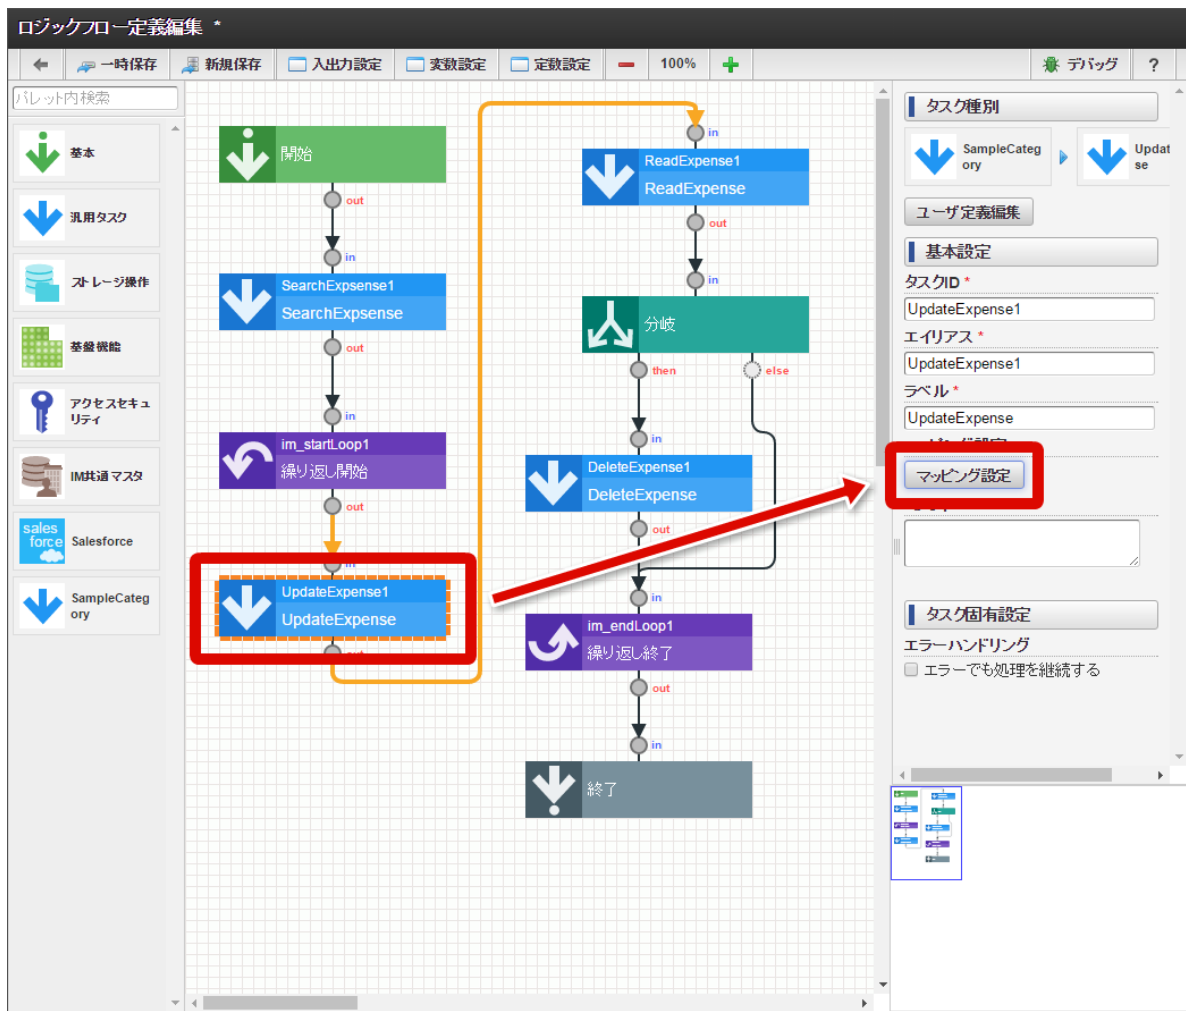 ロジックフロー定義編集 *
一時保存
新規保存
入出力設定
変数設定
定数設定
100%
デバッグ
?
パレット内検索
基本
汎用タスク
ストレージ操作
基盤機能
アクセスセキュ
リティ
IM共通マスタ
sales
force
Salesforce
SampleCateg
ory
開始
out
in
SearchExpsense1
SearchExpsense
out
in
im_startLoop1
繰り返し開始
out
in
UpdateExpense1
UpdateExpense
out
in
ReadExpense1
ReadExpense
out
in
分岐
then
else
in
DeleteExpense1
DeleteExpense
out
in
im_endLoop1
繰り返し終了
out
in
終了
タスク種別
SampleCateg
ory
Updat
se
ユーザ定義編集
基本設定
タスクID *
UpdateExpense1
エイリアス *
UpdateExpense1
ラベル *
UpdateExpense
マッピング設定
タスク固有設定
エラーハンドリング
エラーでも処理を継続する